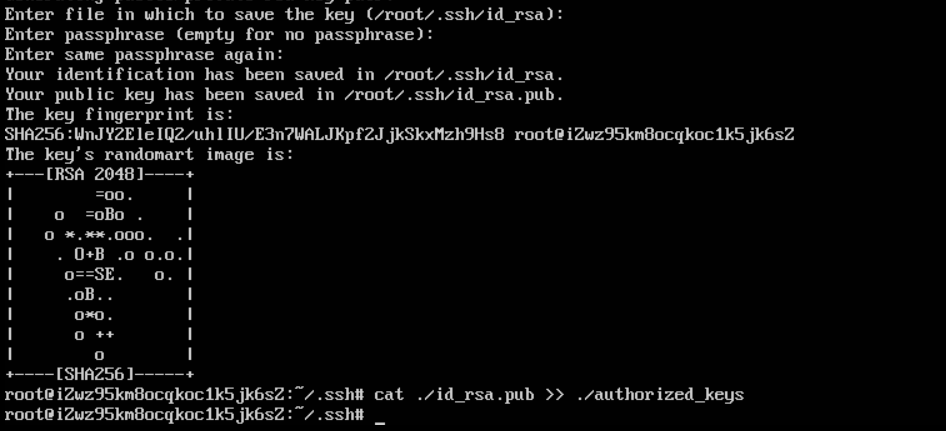 Enter file in which to save the key (/root/.ssh/id_rsa):
Enter passphrase (empty for no passphrase):
Enter same passphrase again:
Your identification has been saved in /root/.ssh/id_rsa.
Your public key has been saved in /root/.ssh/id_rsa.pub.
The key fingerprint is:
SHA256:WnJY2EleIQ2/uhlIU/E3n7WALJKpf2JjkSkxMzh9Hs8 root@iZwz95km8ocqkoc1k5jk6sZ
The key's randomart image is:
+---[RSA 2048]----+
|         =oo.      |
|    o  =oBo .     |
|   o *.**.ooo.  .|
|    . O+B .o o.o.|
|     o==SE.   o. |
|     .oB..       |
|      o*o.       |
|      o ++       |
|        o        |
+----[SHA256]-----+
root@iZwz95km8ocqkoc1k5jk6sZ:~/.ssh# cat ./id_rsa.pub >> ./authorized_keys
root@iZwz95km8ocqkoc1k5jk6sZ:~/.ssh# _